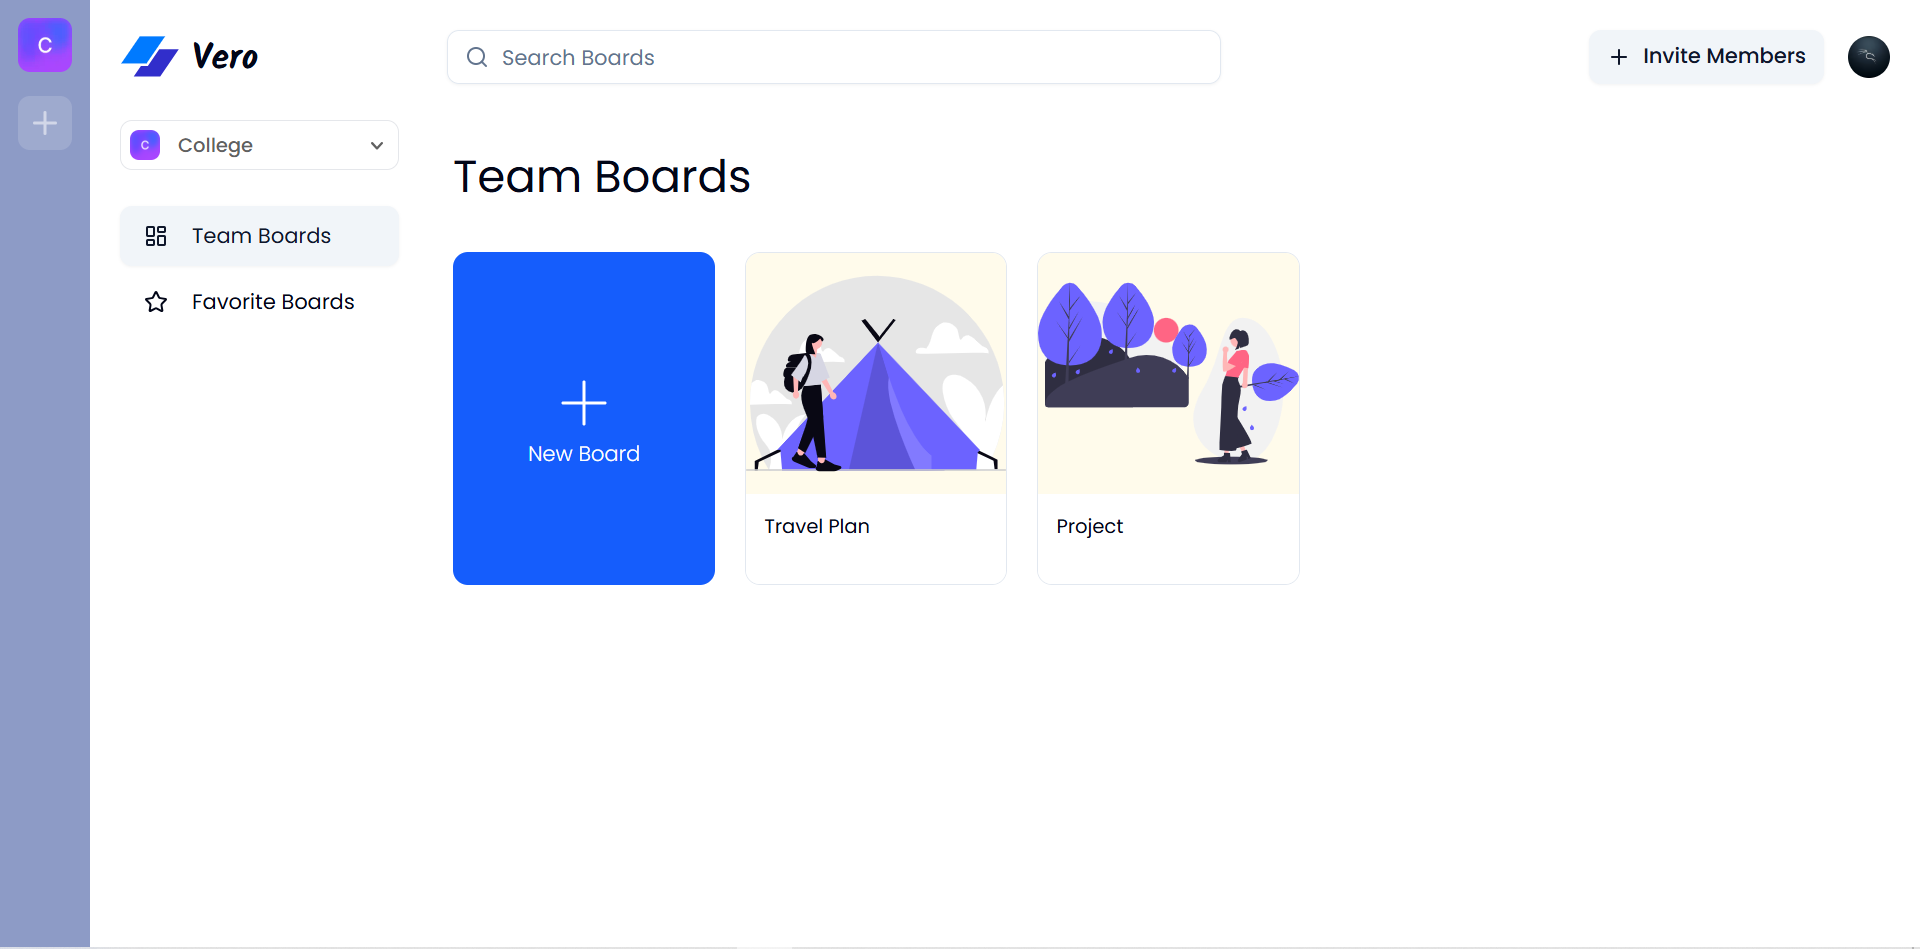 C
Vero
Search Boards
Invite Members
C College
Team Boards
Favorite Boards
Team Boards
New Board
Travel Plan
Project